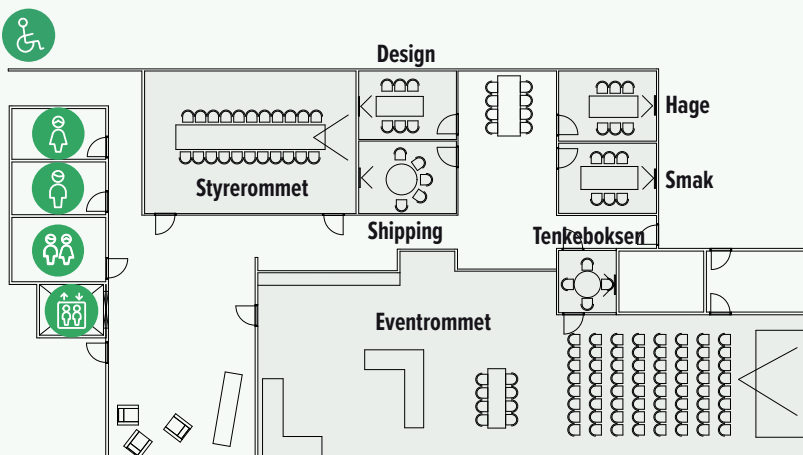 Design
Hage
Styrerommet
Smak
Shipping
Tenkeboksen
Eventrommet